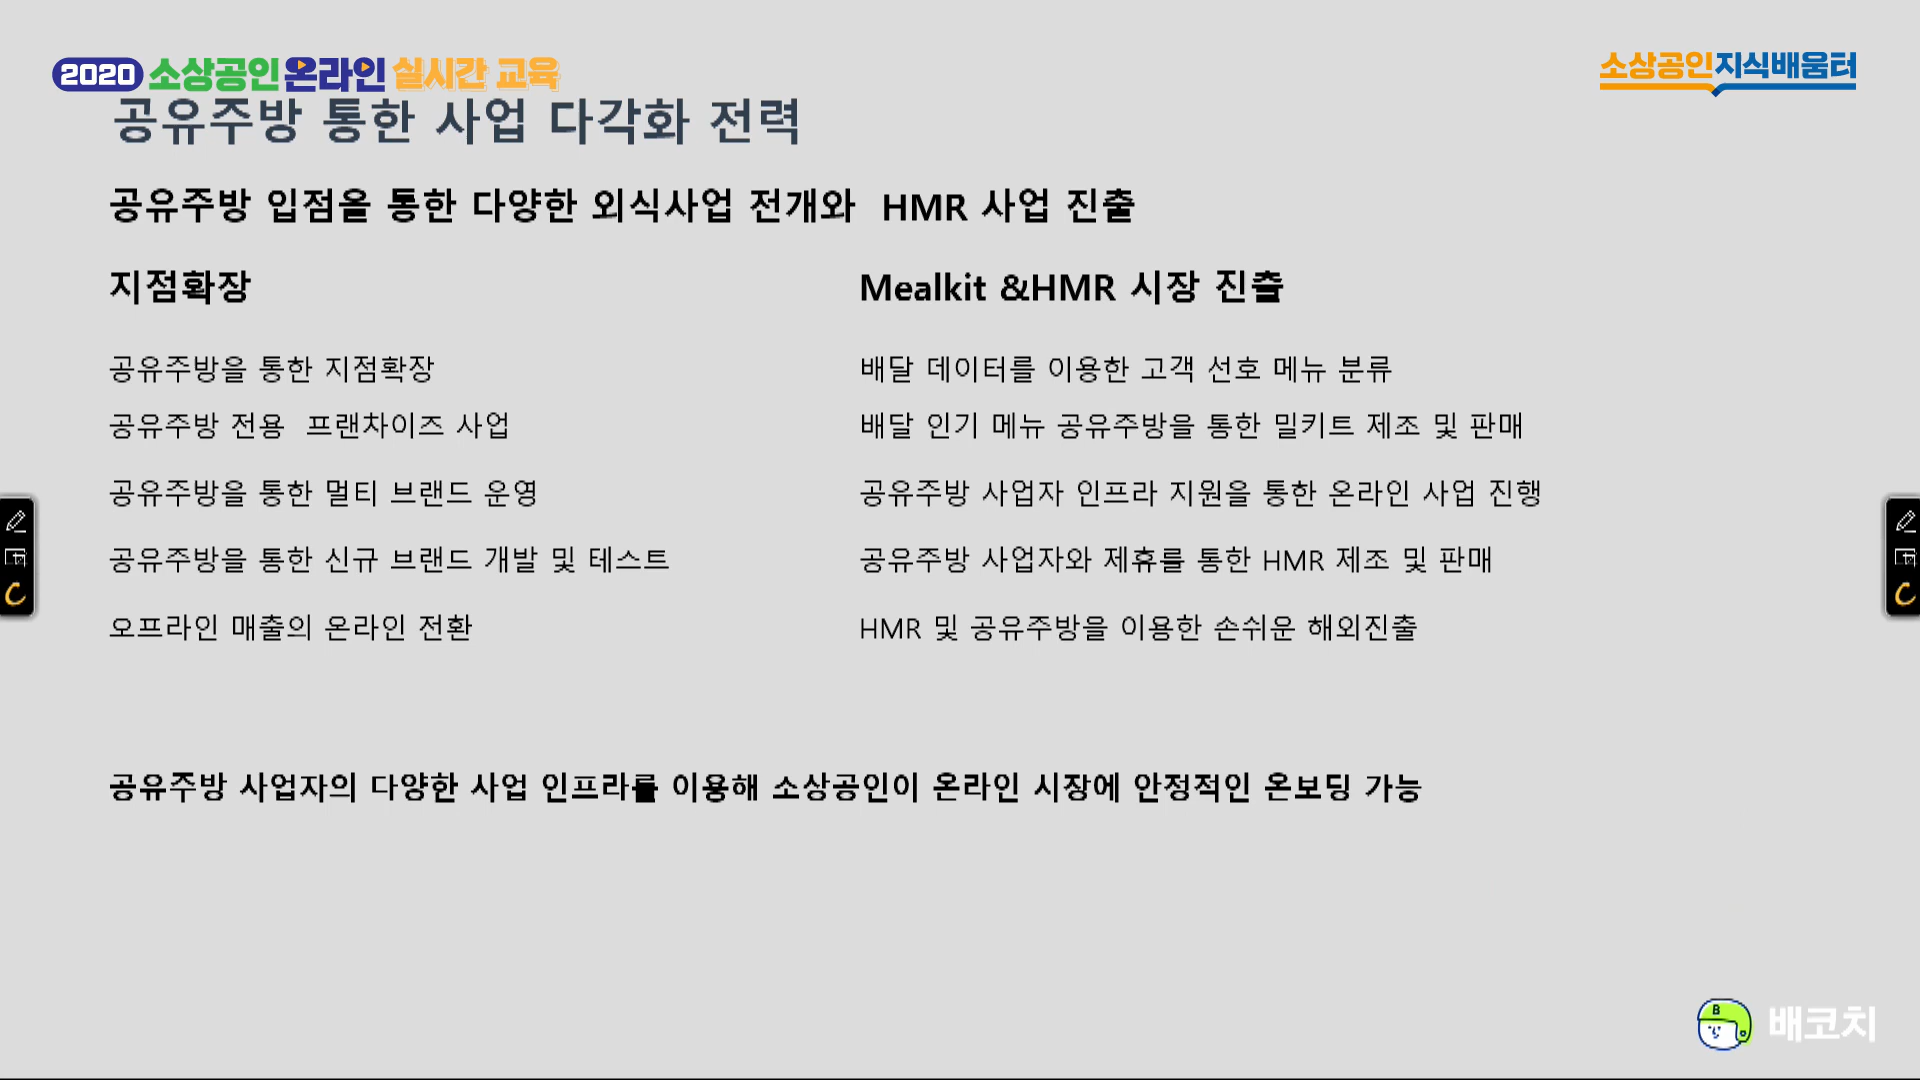 2020 소상공인 온라인 실시간 교육
소상공인지식배움터
공유주방 통한 사업 다각화 전력
공유주방 입점을 통한 다양한 외식사업 전개와 HMR 사업 진출
지점확장
공유주방을 통한 지점확장
공유주방 전용 프랜차이즈 사업
공유주방을 통한 멀티 브랜드 운영
공유주방을 통한 신규 브랜드 개발 및 테스트
오프라인 매출의 온라인 전환
Mealkit &HMR 시장 진출
배달 데이터를 이용한 고객 선호 메뉴 분류
배달 인기 메뉴 공유주방을 통한 밀키트 제조 및 판매
공유주방 사업자 인프라 지원을 통한 온라인 사업 진행
공유주방 사업자와 제휴를 통한 HMR 제조 및 판매
HMR 및 공유주방을 이용한 손쉬운 해외진출
공유주방 사업자의 다양한 사업 인프라를 이용해 소상공인이 온라인 시장에 안정적인 온보딩 가능
B 배코치